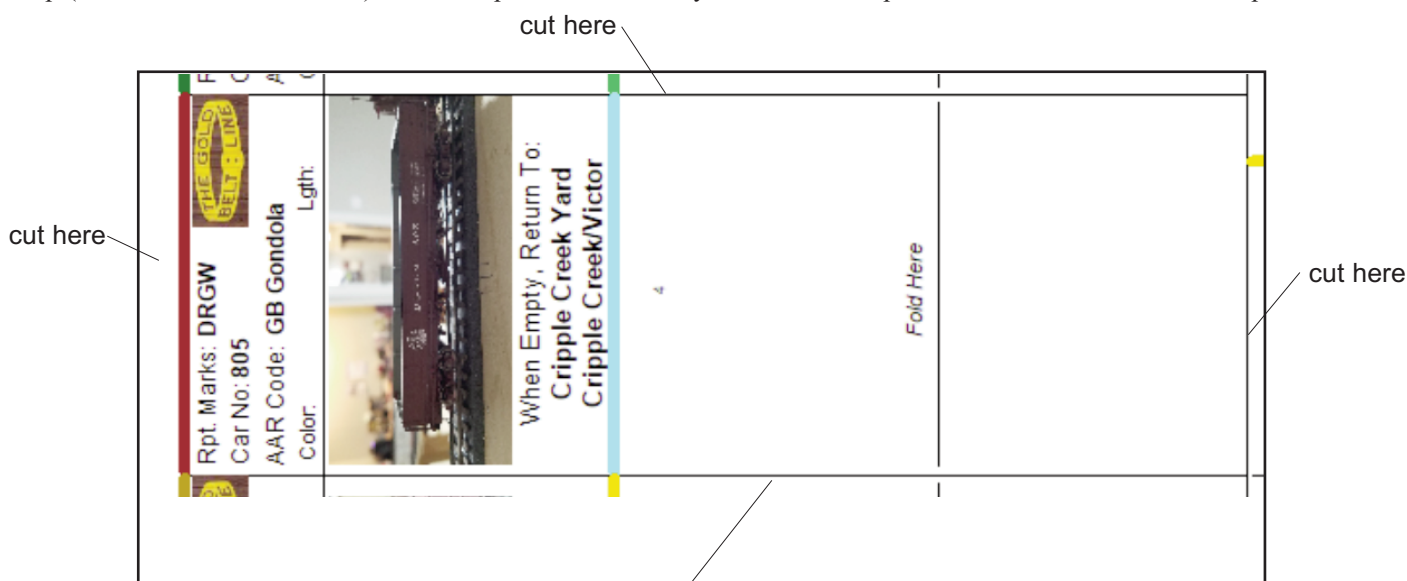 cut here
cut here
cut here
THE GOLD
BELT : LINE
Rpt. Marks: DRGW
Car No: 805
AAR Code: GB Gondola
Color: Lgth:
When Empty, Return To:
Cripple Creek Yard
Cripple Creek/Victor
4
Fold Here